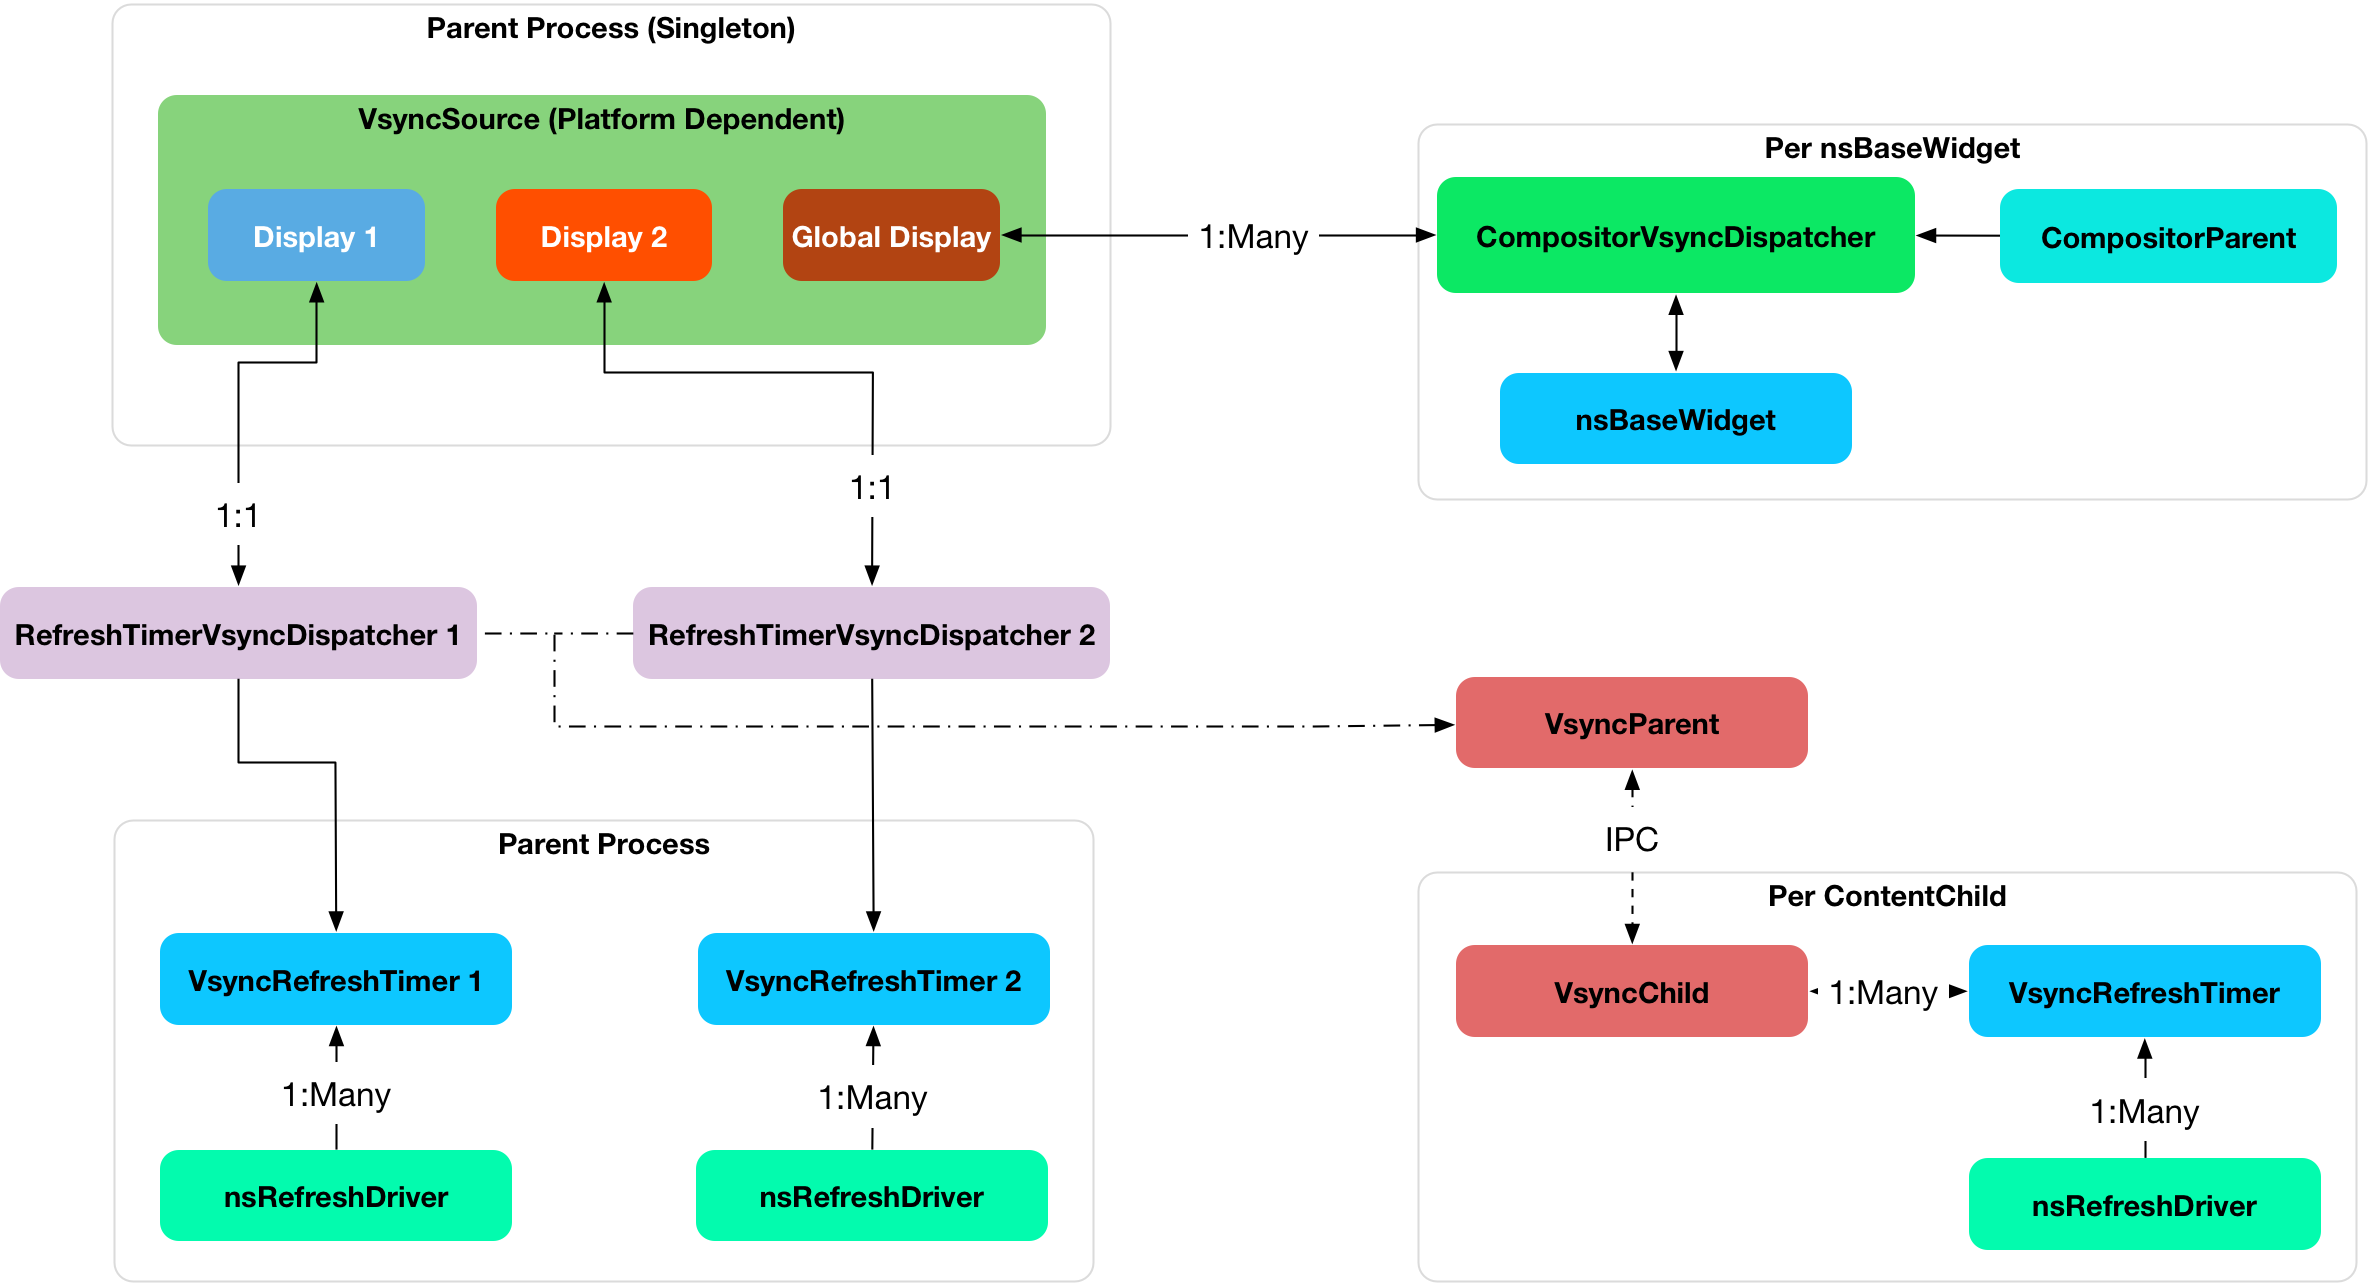 Parent Process (Singleton)
VsyncSource (Platform Dependent)
Display 1
Display 2
Global Display
1:Many
Per nsBaseWidget
CompositorVsyncDispatcher
CompositorParent
nsBaseWidget
1:1
1:1
RefreshTimerVsyncDispatcher 1
RefreshTimerVsyncDispatcher 2
VsyncParent
IPC
Parent Process
VsyncRefreshTimer 1
VsyncRefreshTimer 2
1:Many
1:Many
nsRefreshDriver
nsRefreshDriver
Per ContentChild
VsyncChild
1:Many
VsyncRefreshTimer
1:Many
nsRefreshDriver